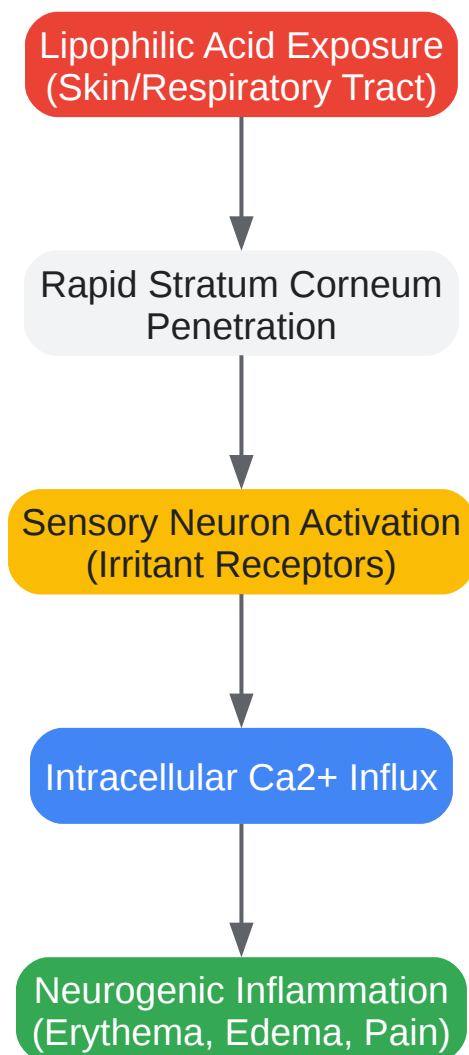 Lipophilic Acid Exposure
(Skin/Respiratory Tract)
Rapid Stratum Corneum
Penetration
Sensory Neuron Activation
(Irritant Receptors)
Intracellular Ca2+ Influx
Neurogenic Inflammation
(Erythema, Edema, Pain)